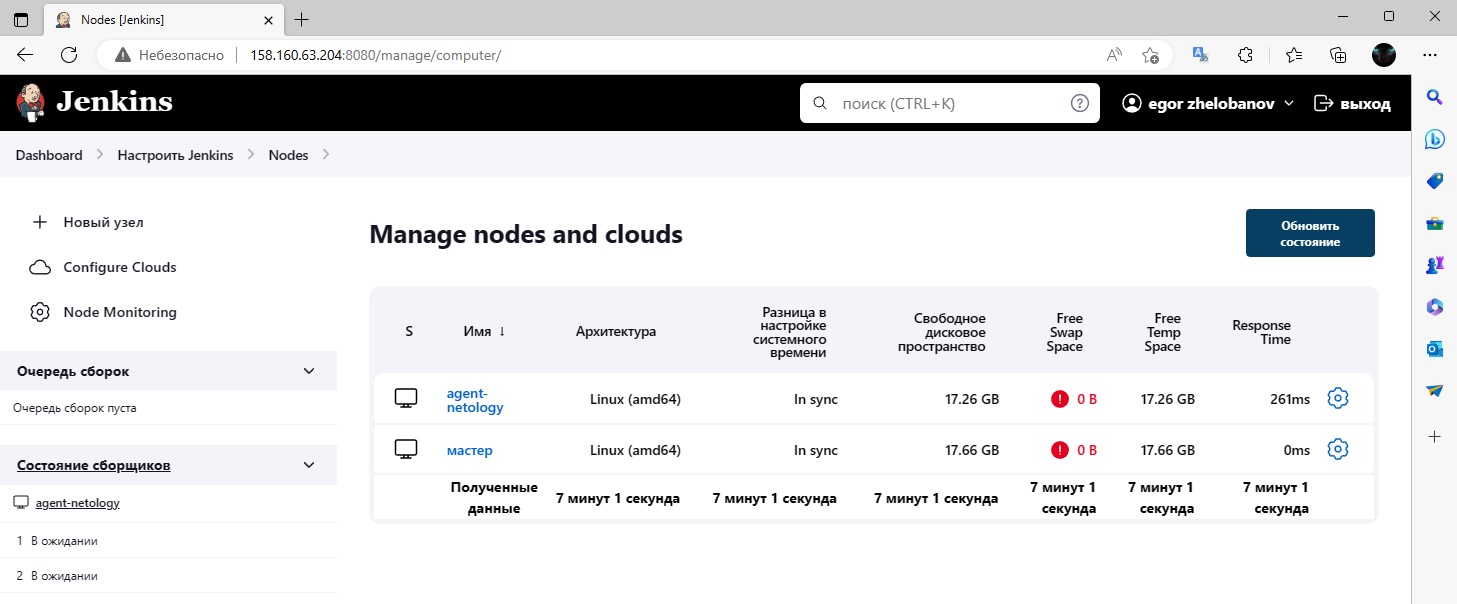 Nodes [Jenkins]
Небезопасно
158.160.63.204:8080/manage/computer/
Jenkins
поиск (CTRL+K)
egor zhelobanov
выход
Dashboard
Настроить Jenkins
Nodes
Новый узел
Configure Clouds
Node Monitoring
Очередь сборок
Очередь сборок пуста
Состояние сборщиков
agent-netology
1 В ожидании
2 В ожидании
Manage nodes and clouds
Обновить
состояние
S
Имя ↓
Архитектура
Разница в
настройке
системного
времени
Свободное
дисковое
пространство
Free
Swap
Space
Free
Temp
Space
Response
Time
agent-
netology
Linux (amd64)
In sync
17.26 GB
0 B
17.26 GB
261ms
мастер
Linux (amd64)
In sync
17.66 GB
0 B
17.66 GB
0ms
Полученные
данные
7 минут 1 секунда
7 минут 1 секунда
7 минут 1 секунда
7 минут 1
секунда
7 минут 1
секунда
7 минут 1
секунда